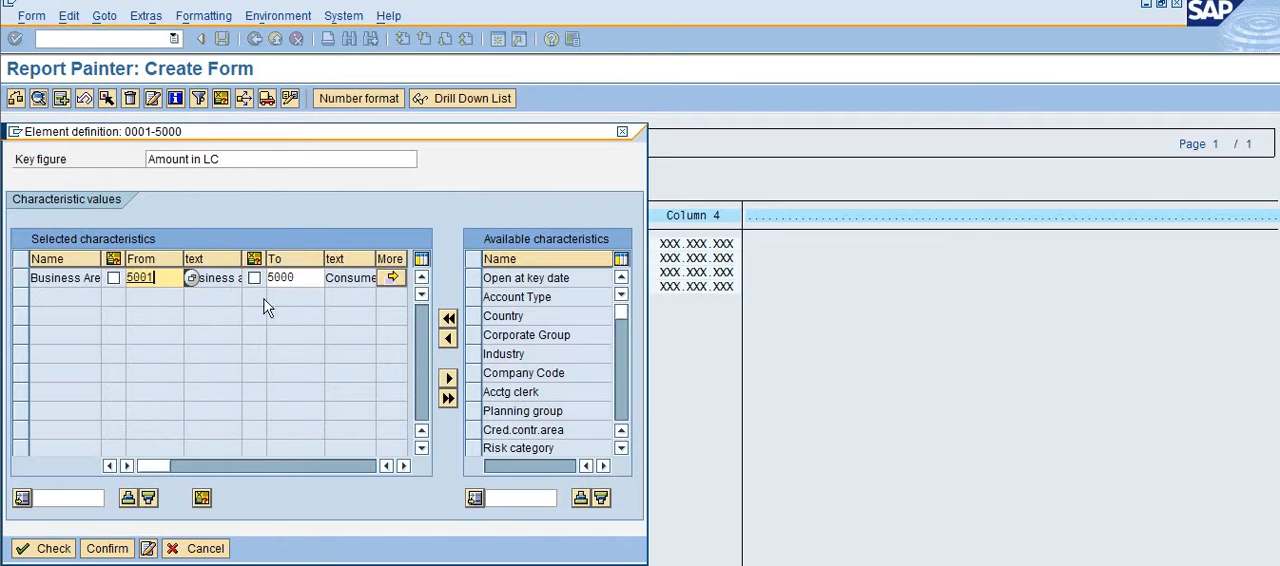 Form Edit Goto Extras Formatting Environment System Help
SAP
Report Painter: Create Form
Number format Drill Down List
Element definition: 0001-5000
Key figure Amount in LC
Page 1 / 1
Characteristic values
Column 4 ........................................................................
Selected characteristics
Available characteristics
Name From text To text More
Name
Business Are 5001 siness a 5000 Consume
Open at key date
Account Type
Country
Corporate Group
Industry
Company Code
Acctg clerk
Planning group
Cred.contr.area
Risk category
XXX.XXX.XXX
XXX.XXX.XXX
XXX.XXX.XXX
XXX.XXX.XXX
Check Confirm Cancel